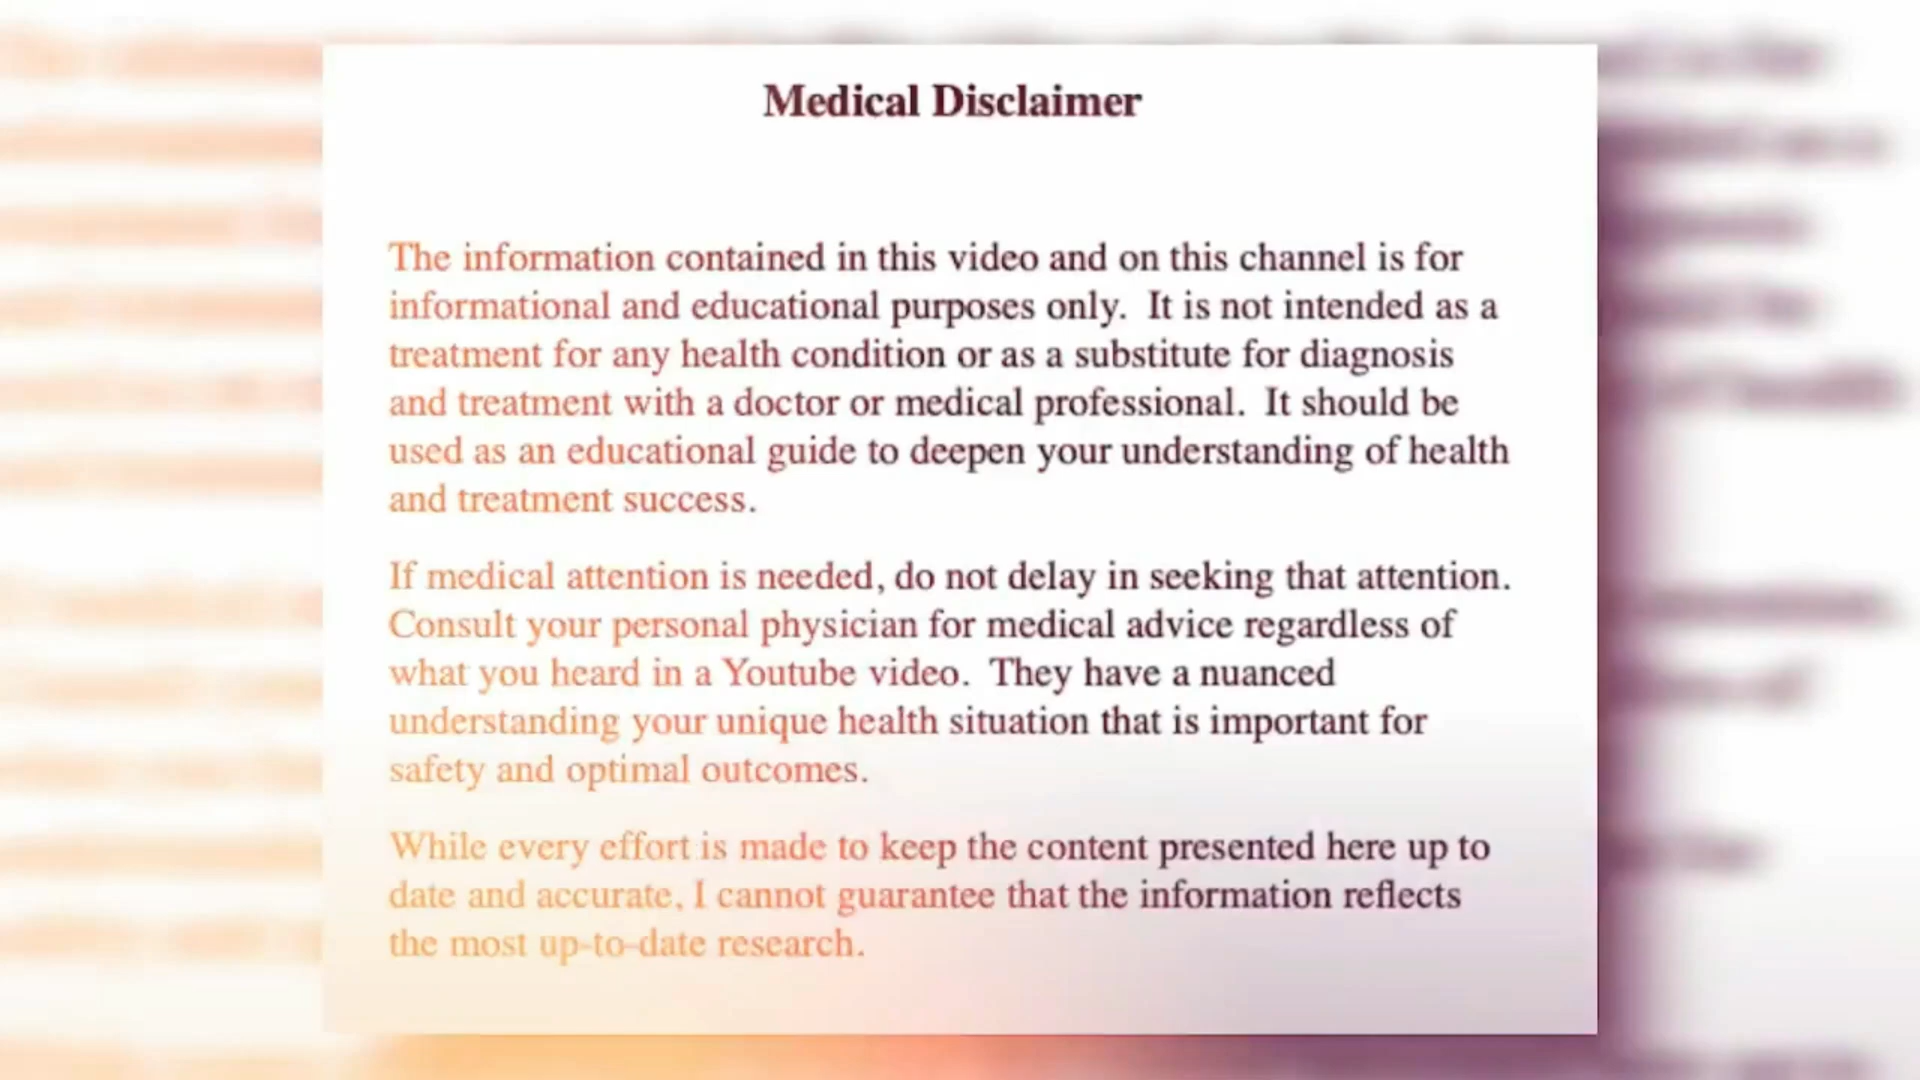 Medical Disclaimer
The information contained in this video and on this channel is for
informational and educational purposes only. It is not intended as a
treatment for any health condition or as a substitute for diagnosis
and treatment with a doctor or medical professional. It should be
used as an educational guide to deepen your understanding of health
and treatment success.
If medical attention is needed, do not delay in seeking that attention.
Consult your personal physician for medical advice regardless of
what you heard in a Youtube video. They have a nuanced
understanding your unique health situation that is important for
safety and optimal outcomes.
While every effort is made to keep the content presented here up to
date and accurate, I cannot guarantee that the information reflects
the most up-to-date research.